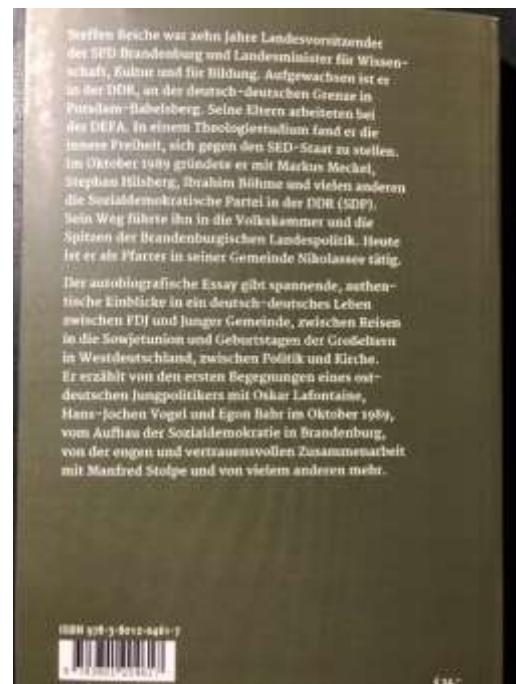 Steffen Reiche war zehn Jahre Landesvorsitzender
der SPD Brandenburg und Landesminister für Wissen-
schaft, Kultur und für Bildung. Aufgewachsen ist er
in der DDR, an der deutsch-deutschen Grenze in
Potsdam-Babelsberg. Seine Eltern arbeiteten bei
der DEFA. In einem Theologiestudium fand er die
innere Freiheit, sich gegen den SED-Staat zu stellen.
Im Oktober 1989 gründete er mit Markus Meckel,
Stephan Hilsberg, Ibrahim Böhme und vielen anderen
die Sozialdemokratische Partei in der DDR (SDP).
Sein Weg führte ihn in die Volkskammer und die
Spitzen der Brandenburgischen Landespolitik. Heute
ist er als Pfarrer in seiner Gemeinde Nikolassee tätig.
Der autobiografische Essay gibt spannende, authen-
tische Einblicke in ein deutsch-deutsches Leben
zwischen FDJ und Junger Gemeinde, zwischen Reisen
in die Sowjetunion und Geburtstagen der Großeltern
in Westdeutschland, zwischen Politik und Kirche.
Er erzählt von den ersten Begegnungen eines ost-
deutschen Jungpolitikers mit Oskar Lafontaine,
Hans-Jochen Vogel und Egon Bahr im Oktober 1989,
vom Aufbau der Sozialdemokratie in Brandenburg,
von der engen und vertrauensvollen Zusammenarbeit
mit Manfred Stolpe und von vielem anderen mehr.
ISBN 978-3-8012-0461-7